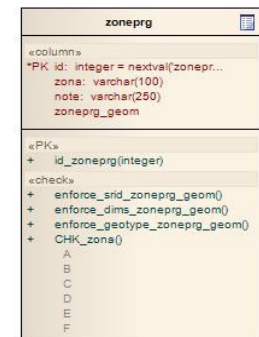 zoneprg
«column»
*PK id: integer = nextval('zonepr...
zona: varchar(100)
note: varchar(250)
zoneprg_geom
«PK»
+ id_zoneprg(integer)
«check»
+ enforce_srid_zoneprg_geom()
+ enforce_dims_zoneprg_geom()
+ enforce_geotype_zoneprg_geom()
+ CHK_zona()
A
B
C
D
E
F